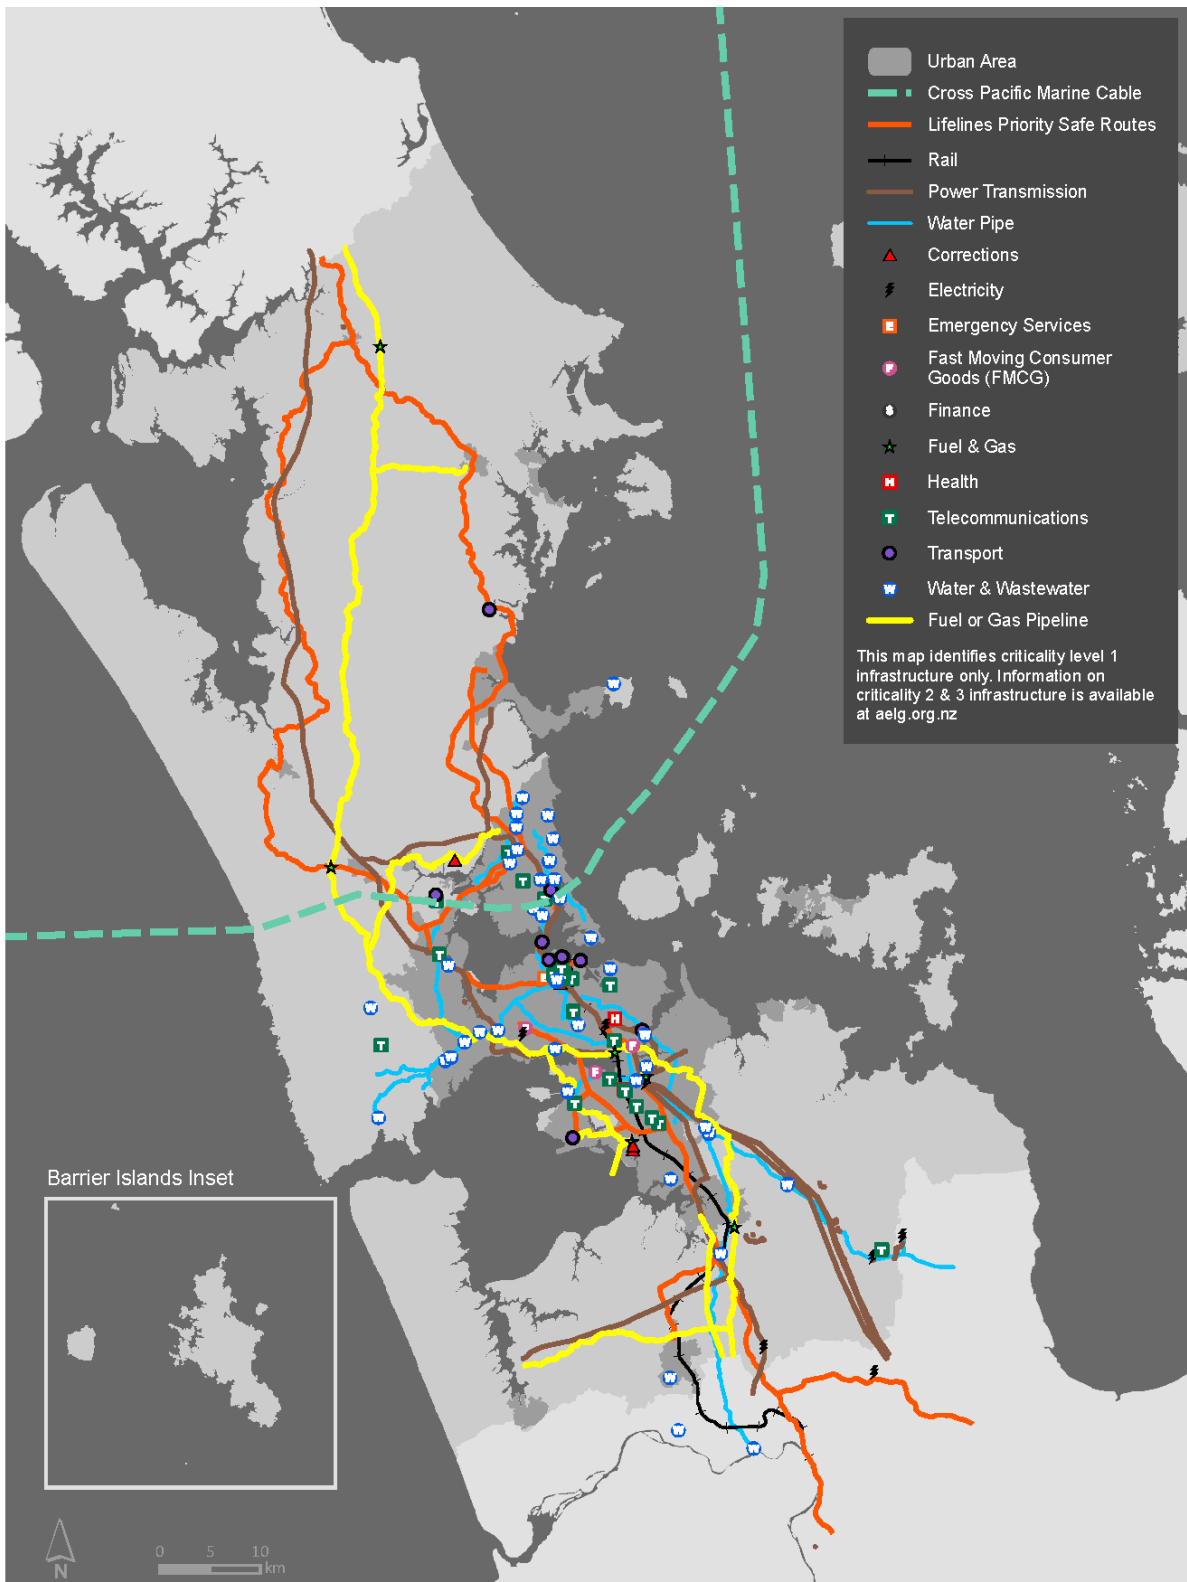 Urban Area
Cross Pacific Marine Cable
Lifelines Priority Safe Routes
Rail
Power Transmission
Water Pipe
Corrections
Electricity
E
Emergency Services
F
Fast Moving Consumer
Goods (FMCG)
Finance
Fuel & Gas
H
Health
T
Telecommunications
Transport
W
Water & Wastewater
Fuel or Gas Pipeline
This map identifies criticality level 1
infrastructure only. Information on
criticality 2 & 3 infrastructure is available
at aelg.org.nz
Barrier Islands Inset
N
0 5 10
km